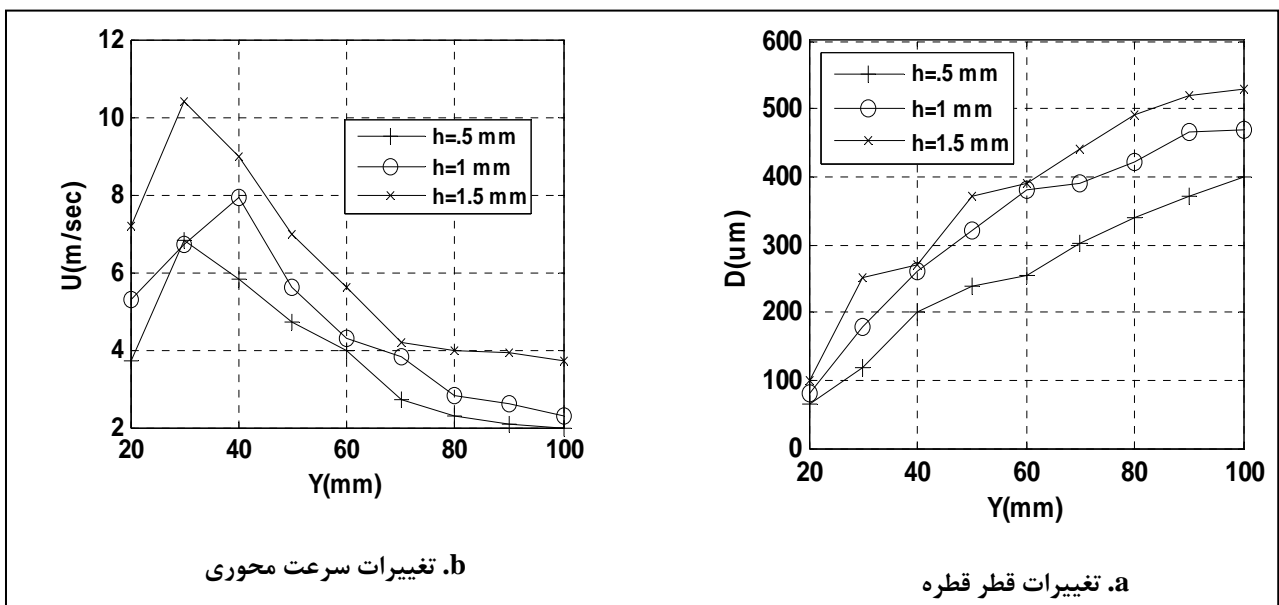 12
10
8
6
4
2
U(m/sec)
h=.5 mm
h=1 mm
h=1.5 mm
20 40 60 80 100
Y(mm)
b. تغییرات سرعت محوری
600
500
400
300
200
100
0
D(um)
h=.5 mm
h=1 mm
h=1.5 mm
20 40 60 80 100
Y(mm)
a. تغییرات قطر قطره